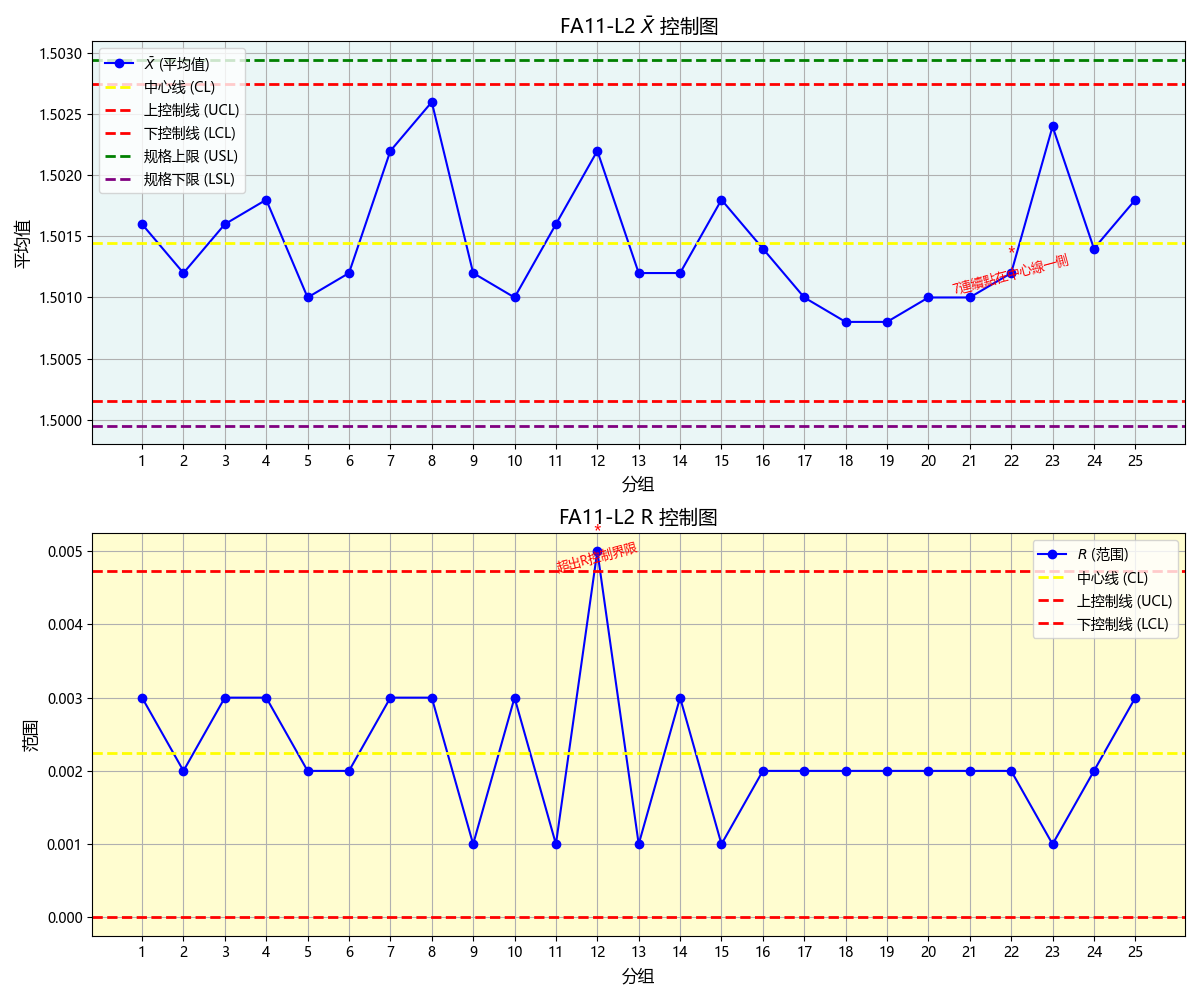 FA11-L2 X̄ 控制图
1.5030
1.5025
1.5020
1.5015
1.5010
1.5005
1.5000
平均值
X̄ (平均值)
中心线 (CL)
上控制线 (UCL)
下控制线 (LCL)
规格上限 (USL)
规格下限 (LSL)
*
7連續點在中心線一側
1 2 3 4 5 6 7 8 9 10 11 12 13 14 15 16 17 18 19 20 21 22 23 24 25
分组
FA11-L2 R 控制图
0.005
0.004
0.003
0.002
0.001
0.000
范围
*
超出R控制界限
R (范围)
中心线 (CL)
上控制线 (UCL)
下控制线 (LCL)
1 2 3 4 5 6 7 8 9 10 11 12 13 14 15 16 17 18 19 20 21 22 23 24 25
分组